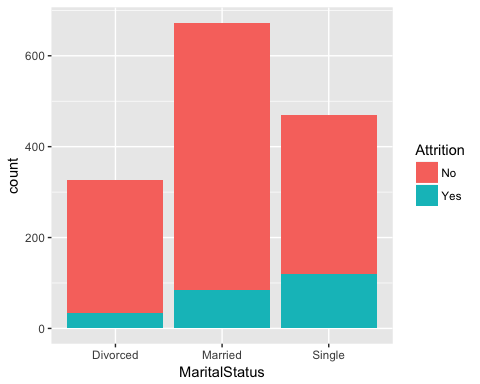 600
400
200
0
count
Divorced Married Single
MaritalStatus
Attrition
No
Yes